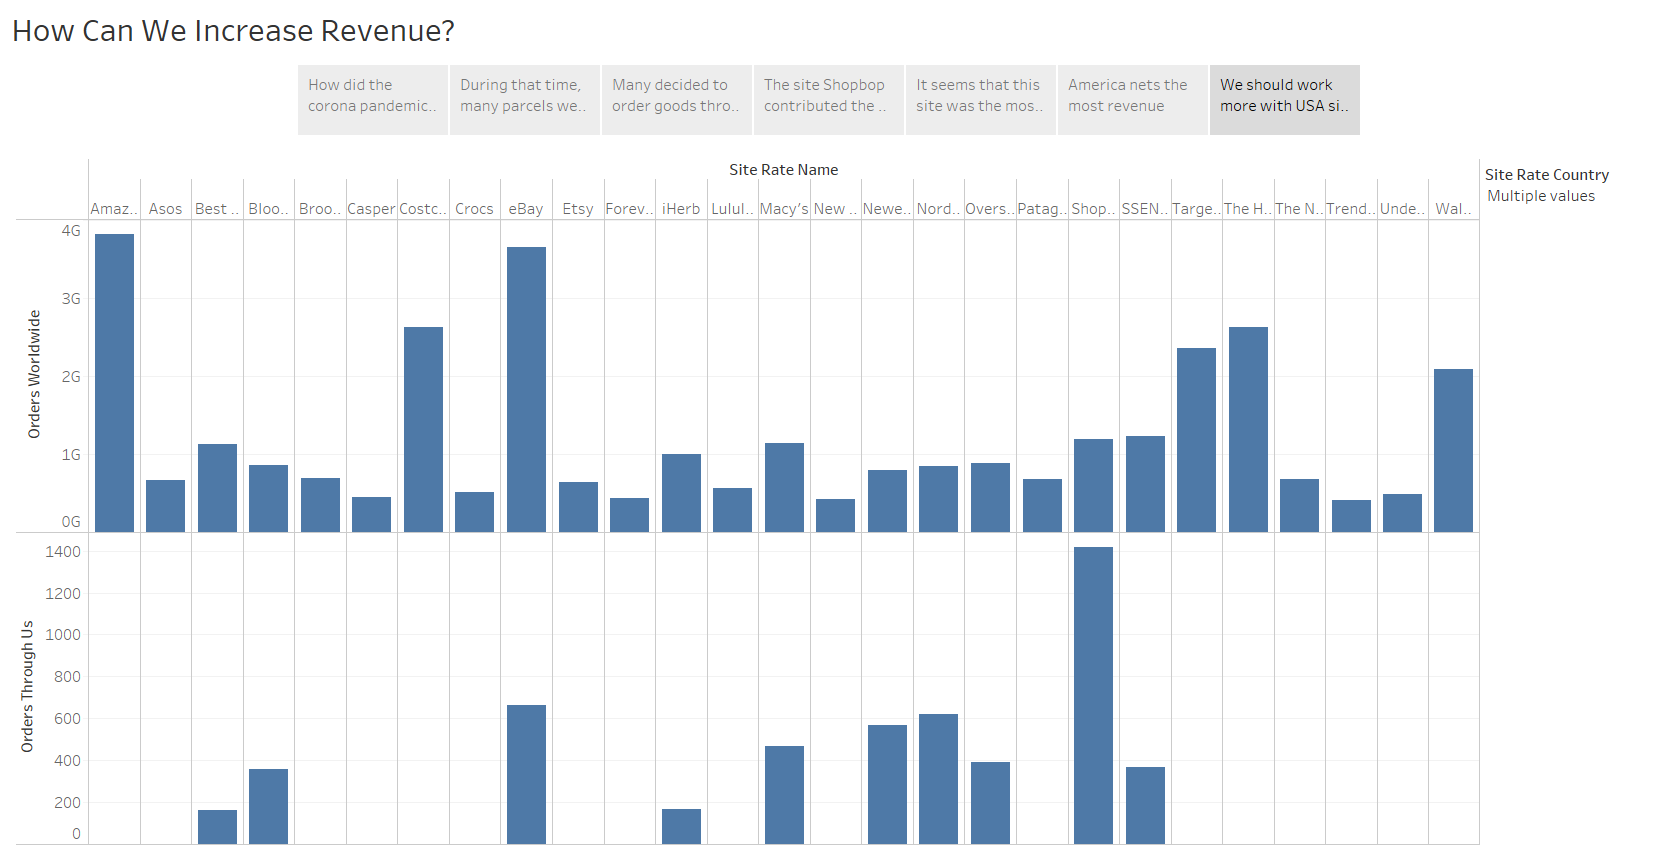 How Can We Increase Revenue?
How did the
corona pandemic..
During that time,
many parcels we..
Many decided to
order goods thro..
The site Shopbop
contributed the ..
It seems that this
site was the mos..
America nets the
most revenue
We should work
more with USA si..
Site Rate Name
Site Rate Country
Multiple values
Amaz.. Asos Best .. Bloo.. Broo.. Casper Costc.. Crocs eBay Etsy Forev.. iHerb Lulul.. Macy's New .. Newe.. Nord.. Overs.. Patag.. Shop.. SSEN.. Targe.. The H.. The N.. Trend.. Unde.. Wal..
Orders Worldwide
4G
3G
2G
1G
0G
Orders Through Us
1400
1200
1000
800
600
400
200
0